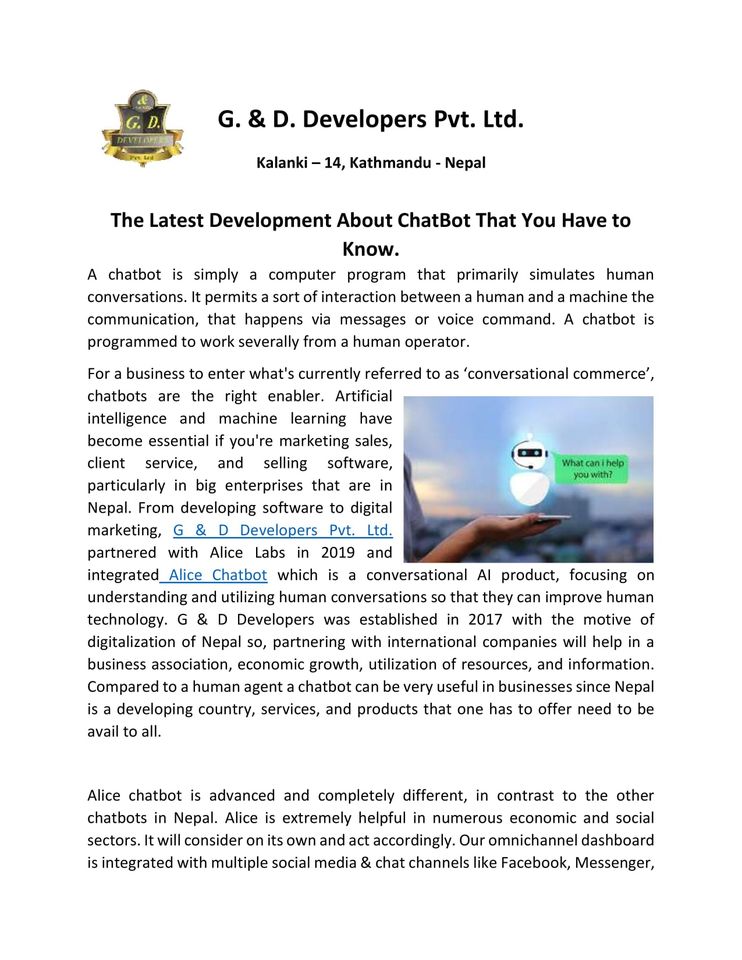 &
G. D.
DEVELOPERS
Pvt. Ltd
G. & D. Developers Pvt. Ltd.
Kalanki – 14, Kathmandu - Nepal
The Latest Development About ChatBot That You Have to
Know.
A chatbot is simply a computer program that primarily simulates human
conversations. It permits a sort of interaction between a human and a machine the
communication, that happens via messages or voice command. A chatbot is
programmed to work severally from a human operator.
For a business to enter what's currently referred to as ‘conversational commerce’,
chatbots are the right enabler. Artificial
intelligence and machine learning have
become essential if you're marketing sales,
client service, and selling software,
particularly in big enterprises that are in
Nepal. From developing software to digital
marketing, G & D Developers Pvt. Ltd.
partnered with Alice Labs in 2019 and
What can i help
you with?
integrated Alice Chatbot which is a conversational AI product, focusing on
understanding and utilizing human conversations so that they can improve human
technology. G & D Developers was established in 2017 with the motive of
digitalization of Nepal so, partnering with international companies will help in a
business association, economic growth, utilization of resources, and information.
Compared to a human agent a chatbot can be very useful in businesses since Nepal
is a developing country, services, and products that one has to offer need to be
avail to all.
Alice chatbot is advanced and completely different, in contrast to the other
chatbots in Nepal. Alice is extremely helpful in numerous economic and social
sectors. It will consider on its own and act accordingly. Our omnichannel dashboard
is integrated with multiple social media & chat channels like Facebook, Messenger,